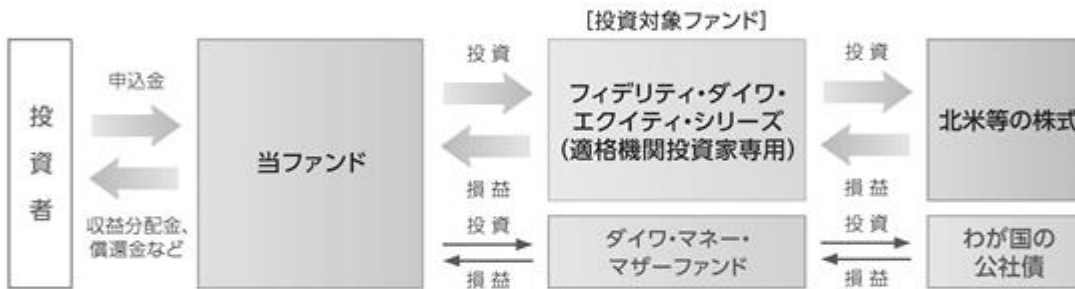 [投資対象ファンド]
投資者
申込金
収益分配金、
償還金など
当ファンド
投資
損益
投資
損益
フィデリティ・ダイワ・
エクイティ・シリーズ
(適格機関投資家専用)
ダイワ・マネー・
マザーファンド
投資
損益
投資
損益
北米等の株式
わが国の
公社債